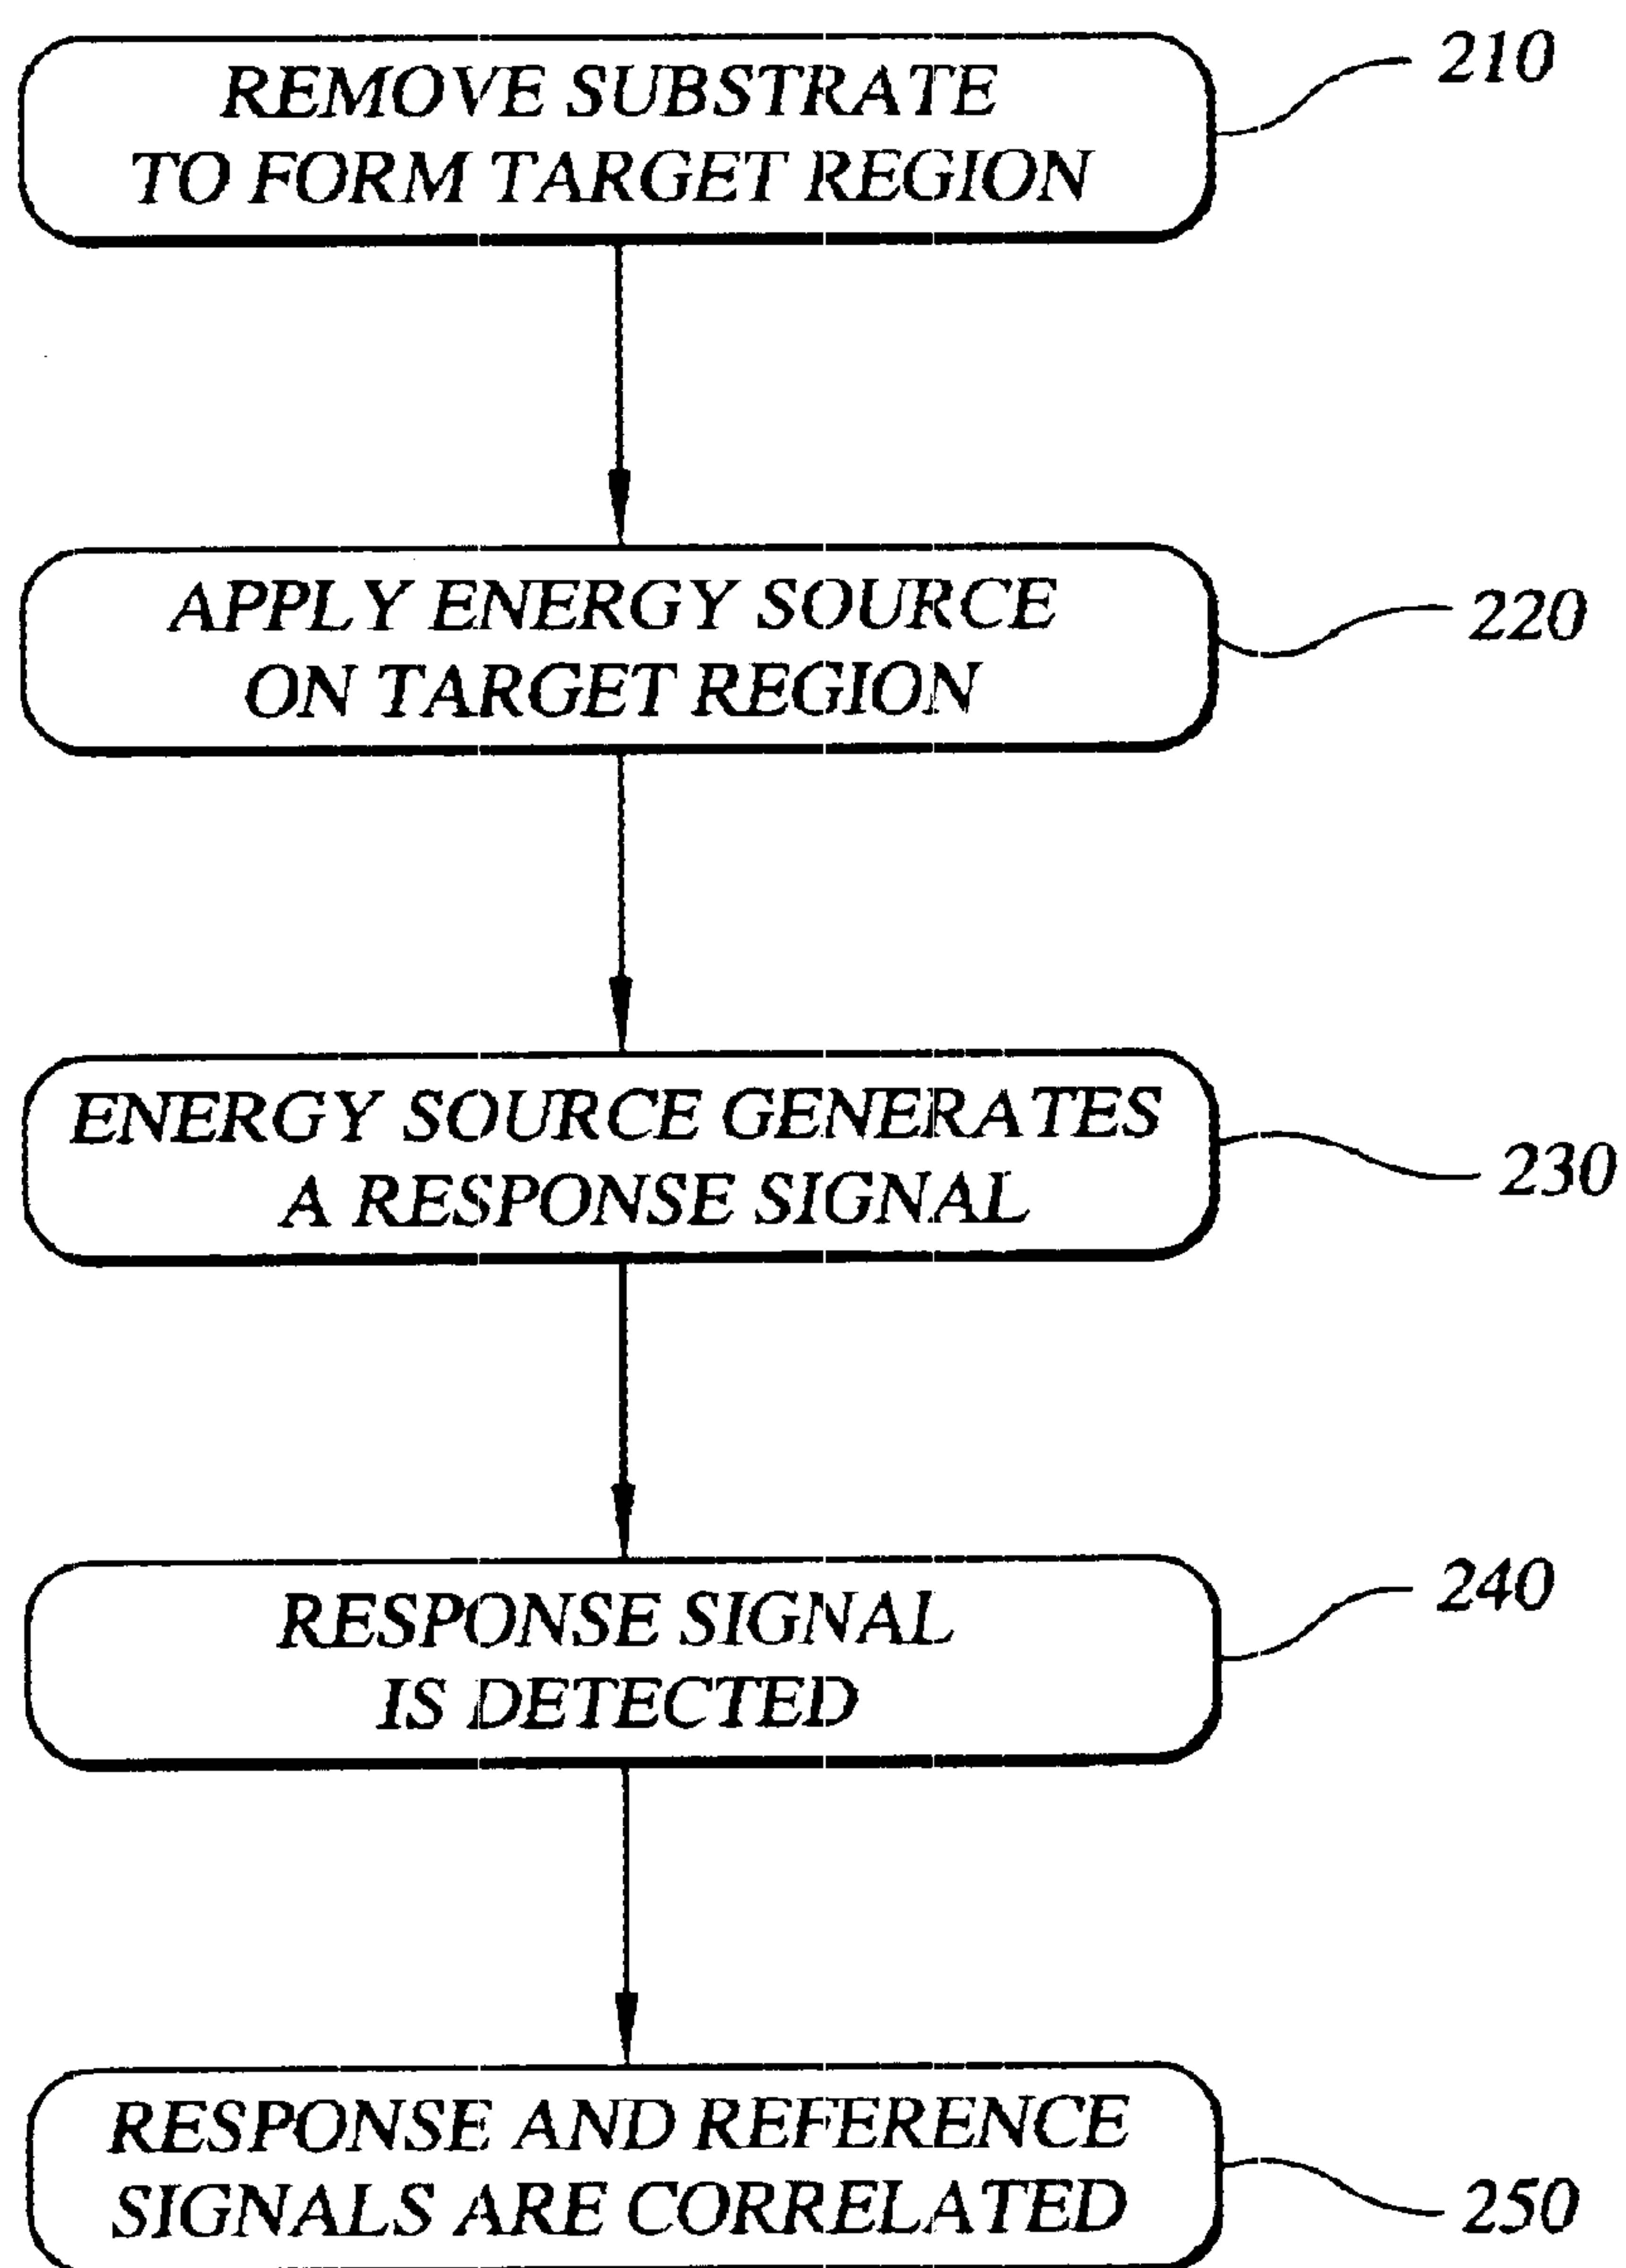 REMOVE SUBSTRATE
TO FORM TARGET REGION
210
APPLY ENERGY SOURCE
ON TARGET REGION
220
ENERGY SOURCE GENERATES
A RESPONSE SIGNAL
230
RESPONSE SIGNAL
IS DETECTED
240
RESPONSE AND REFERENCE
SIGNALS ARE CORRELATED
250